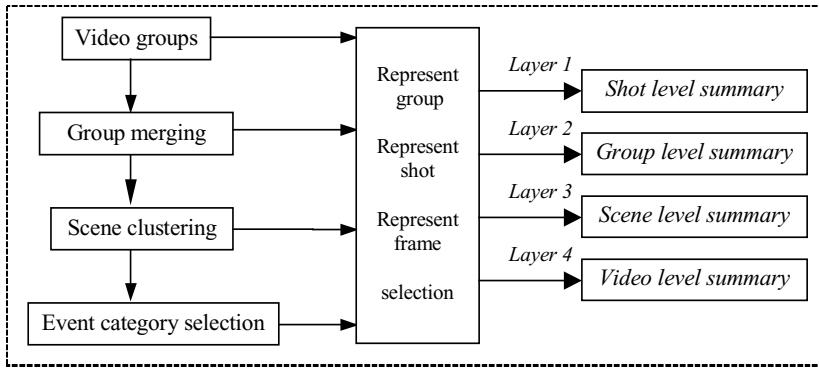 Video groups
Group merging
Scene clustering
Event category selection
Represent
group
Represent
shot
Represent
frame
selection
Layer 1
Shot level summary
Layer 2
Group level summary
Layer 3
Scene level summary
Layer 4
Video level summary